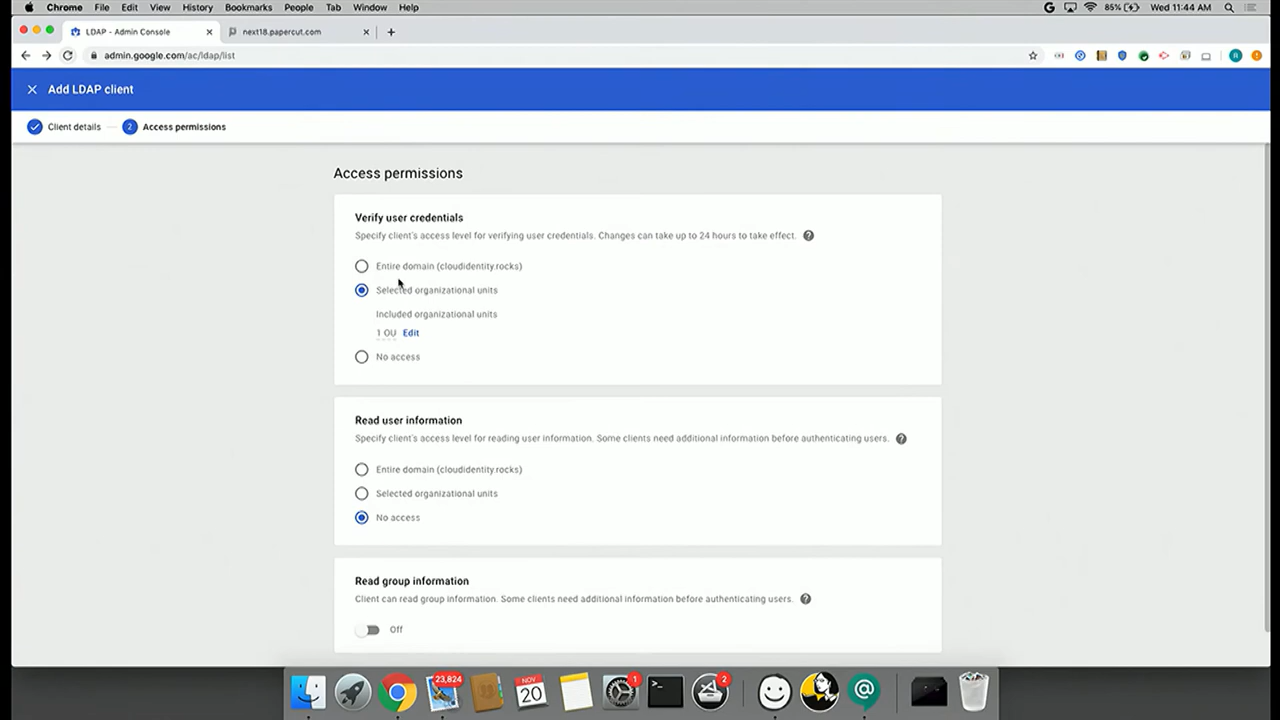 Chrome File Edit View History Bookmarks People Tab Window Help 85% Wed 11:44 AM
LDAP - Admin Console next18.papercut.com
admin.google.com/ac/ldap/list
Add LDAP client
Client details 2 Access permissions
Access permissions
Verify user credentials
Specify client's access level for verifying user credentials. Changes can take up to 24 hours to take effect.
Entire domain (cloudidentity.rocks)
Selected organizational units
Included organizational units
1 OU Edit
No access
Read user information
Specify client's access level for reading user information. Some clients need additional information before authenticating users.
Entire domain (cloudidentity.rocks)
Selected organizational units
No access
Read group information
Client can read group information. Some clients need additional information before authenticating users.
Off
23,824 NOV 1 2
20